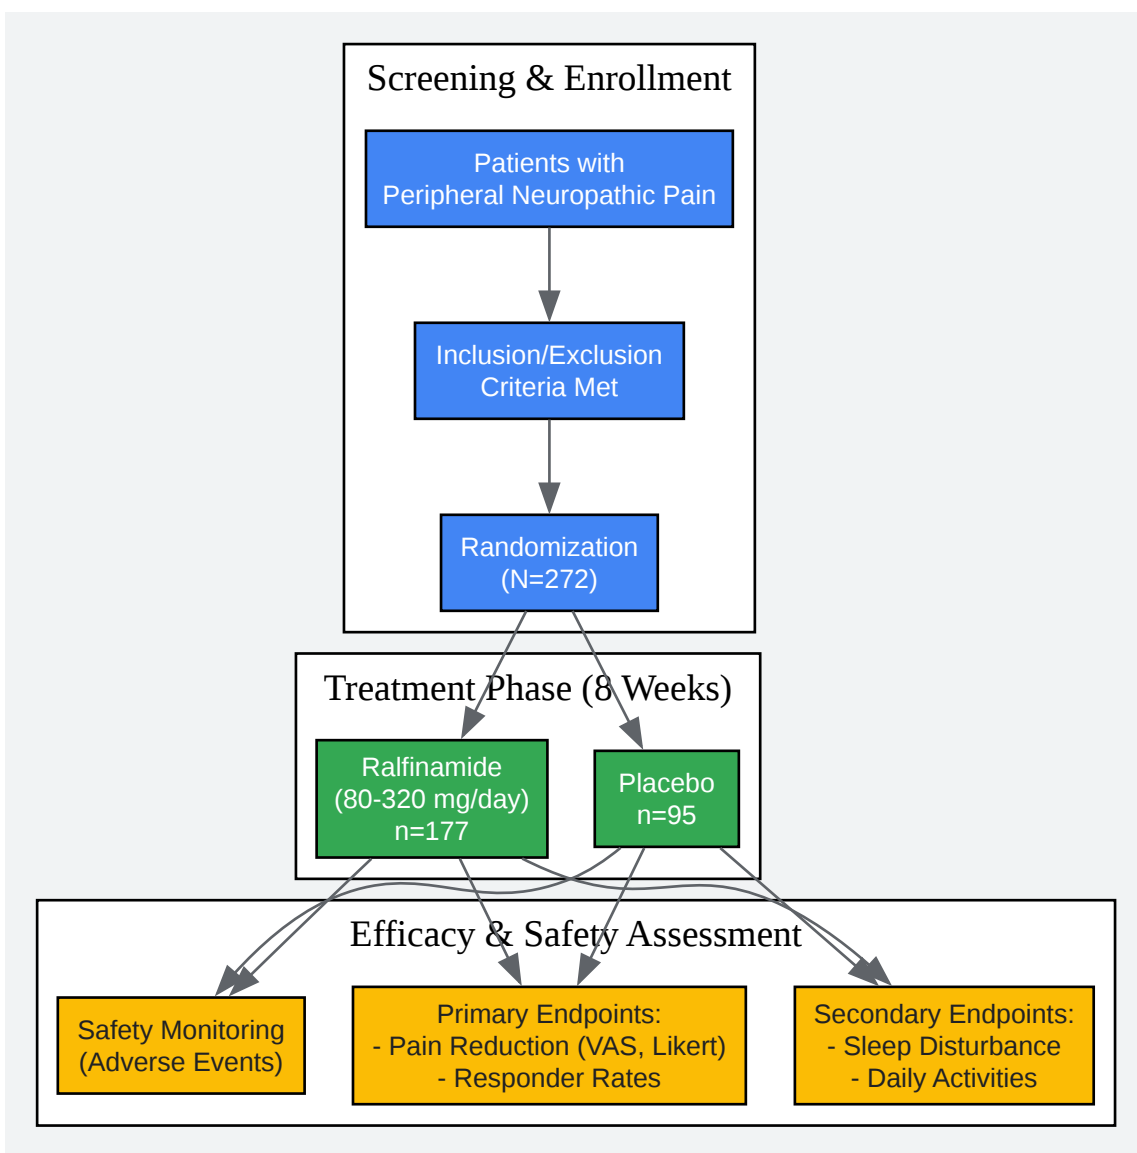 Screening & Enrollment
Patients with
Peripheral Neuropathic Pain
Inclusion/Exclusion
Criteria Met
Randomization
(N=272)
Treatment Phase (8 Weeks)
Ralfinamide
(80-320 mg/day)
n=177
Placebo
n=95
Efficacy & Safety Assessment
Safety Monitoring
(Adverse Events)
Primary Endpoints:
- Pain Reduction (VAS, Likert)
- Responder Rates
Secondary Endpoints:
- Sleep Disturbance
- Daily Activities